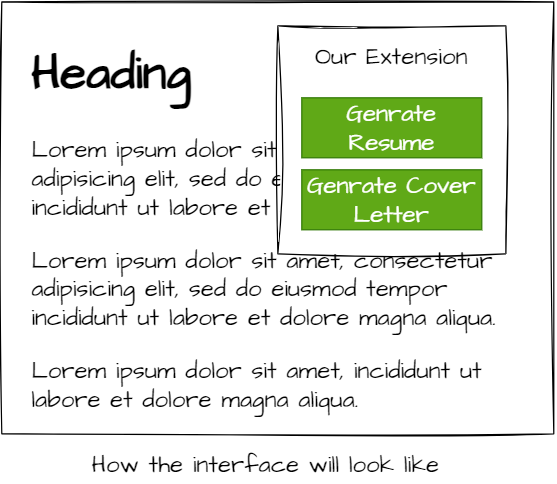 Heading
Lorem ipsum dolor sit
adipisicing elit, sed do
incididunt ut labore et
Lorem ipsum dolor sit amet, consectetur
adipisicing elit, sed do eiusmod tempor
incididunt ut labore et dolore magna aliqua.
Lorem ipsum dolor sit amet, incididunt ut
labore et dolore magna aliqua.
Our Extension
Genrate
Resume
Genrate Cover
Letter
How the interface will look like